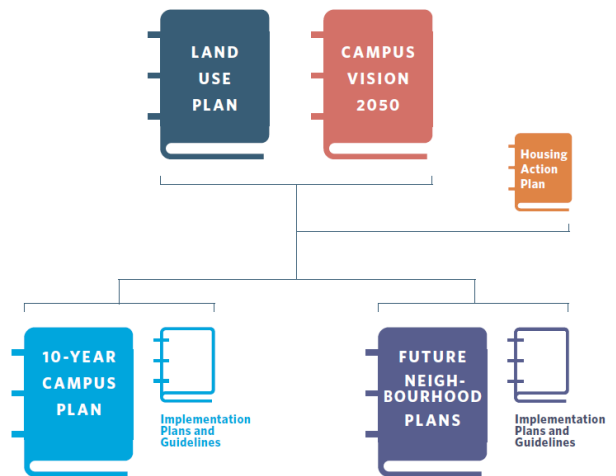 LAND
USE
PLAN
CAMPUS
VISION
2050
Housing
Action
Plan
10-YEAR
CAMPUS
PLAN
Implementation
Plans and
Guidelines
FUTURE
NEIGH-
BOURHOOD
PLANS
Implementation
Plans and
Guidelines